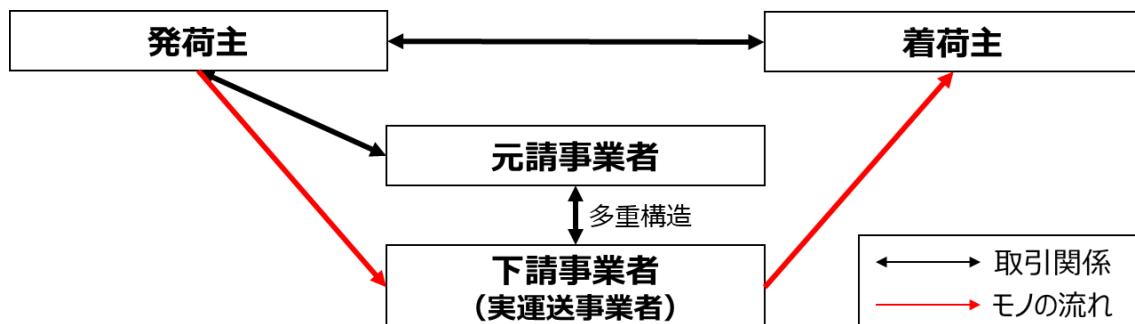 発荷主
着荷主
元請事業者
多重構造
下請事業者
(実運送事業者)
取引関係
モノの流れ